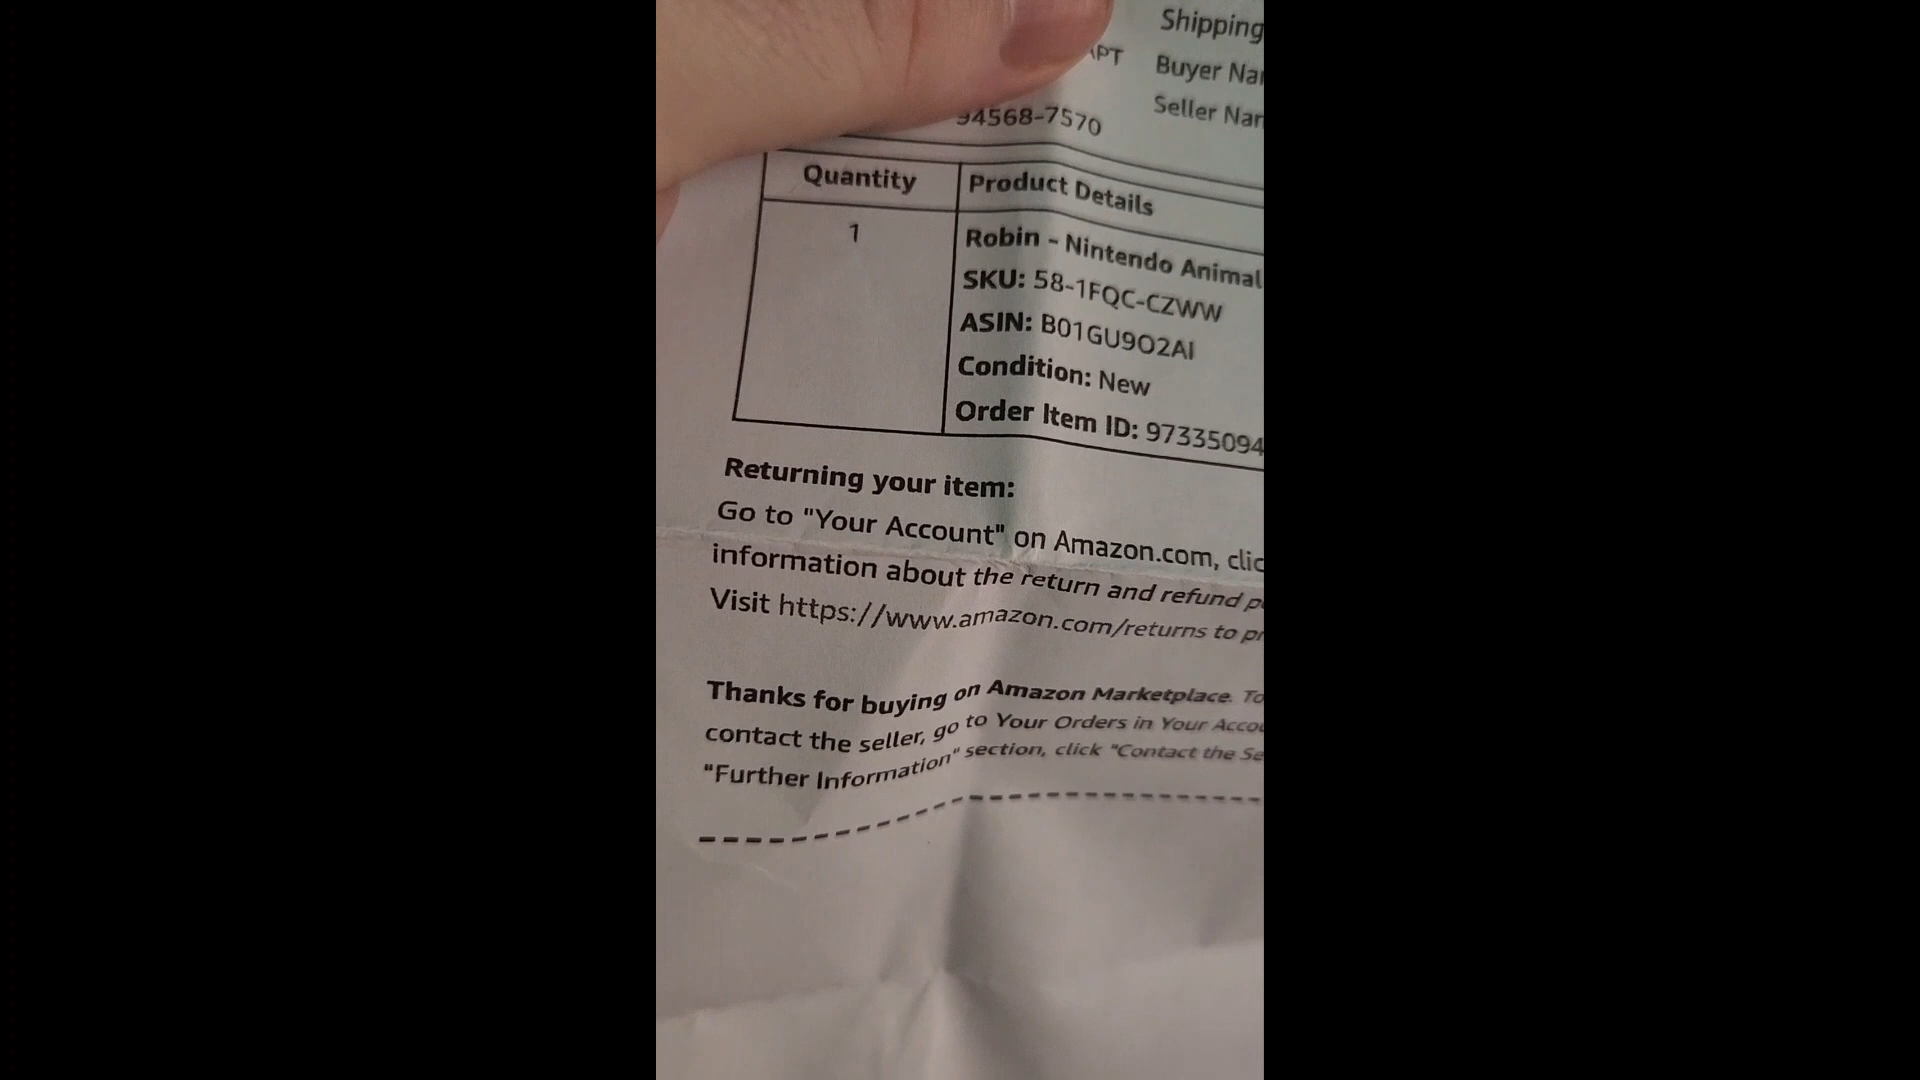 Shipping
APT
Buyer
94568-7570
Seller
Quantity
Product Details
1
Robin - Nintendo Animal
SKU: 58-1FQC-CZWW
ASIN: B01GU9O2AI
Condition: New
Order Item ID: 97335094
Returning your item:
Go to "Your Account" on Amazon.com,
information about the return and refund
Visit https://www.amazon.com/returns to
Thanks for buying on Amazon Marketplace. To
contact the seller, go to Your Orders in Your
"Further Information" section, click "Contact the